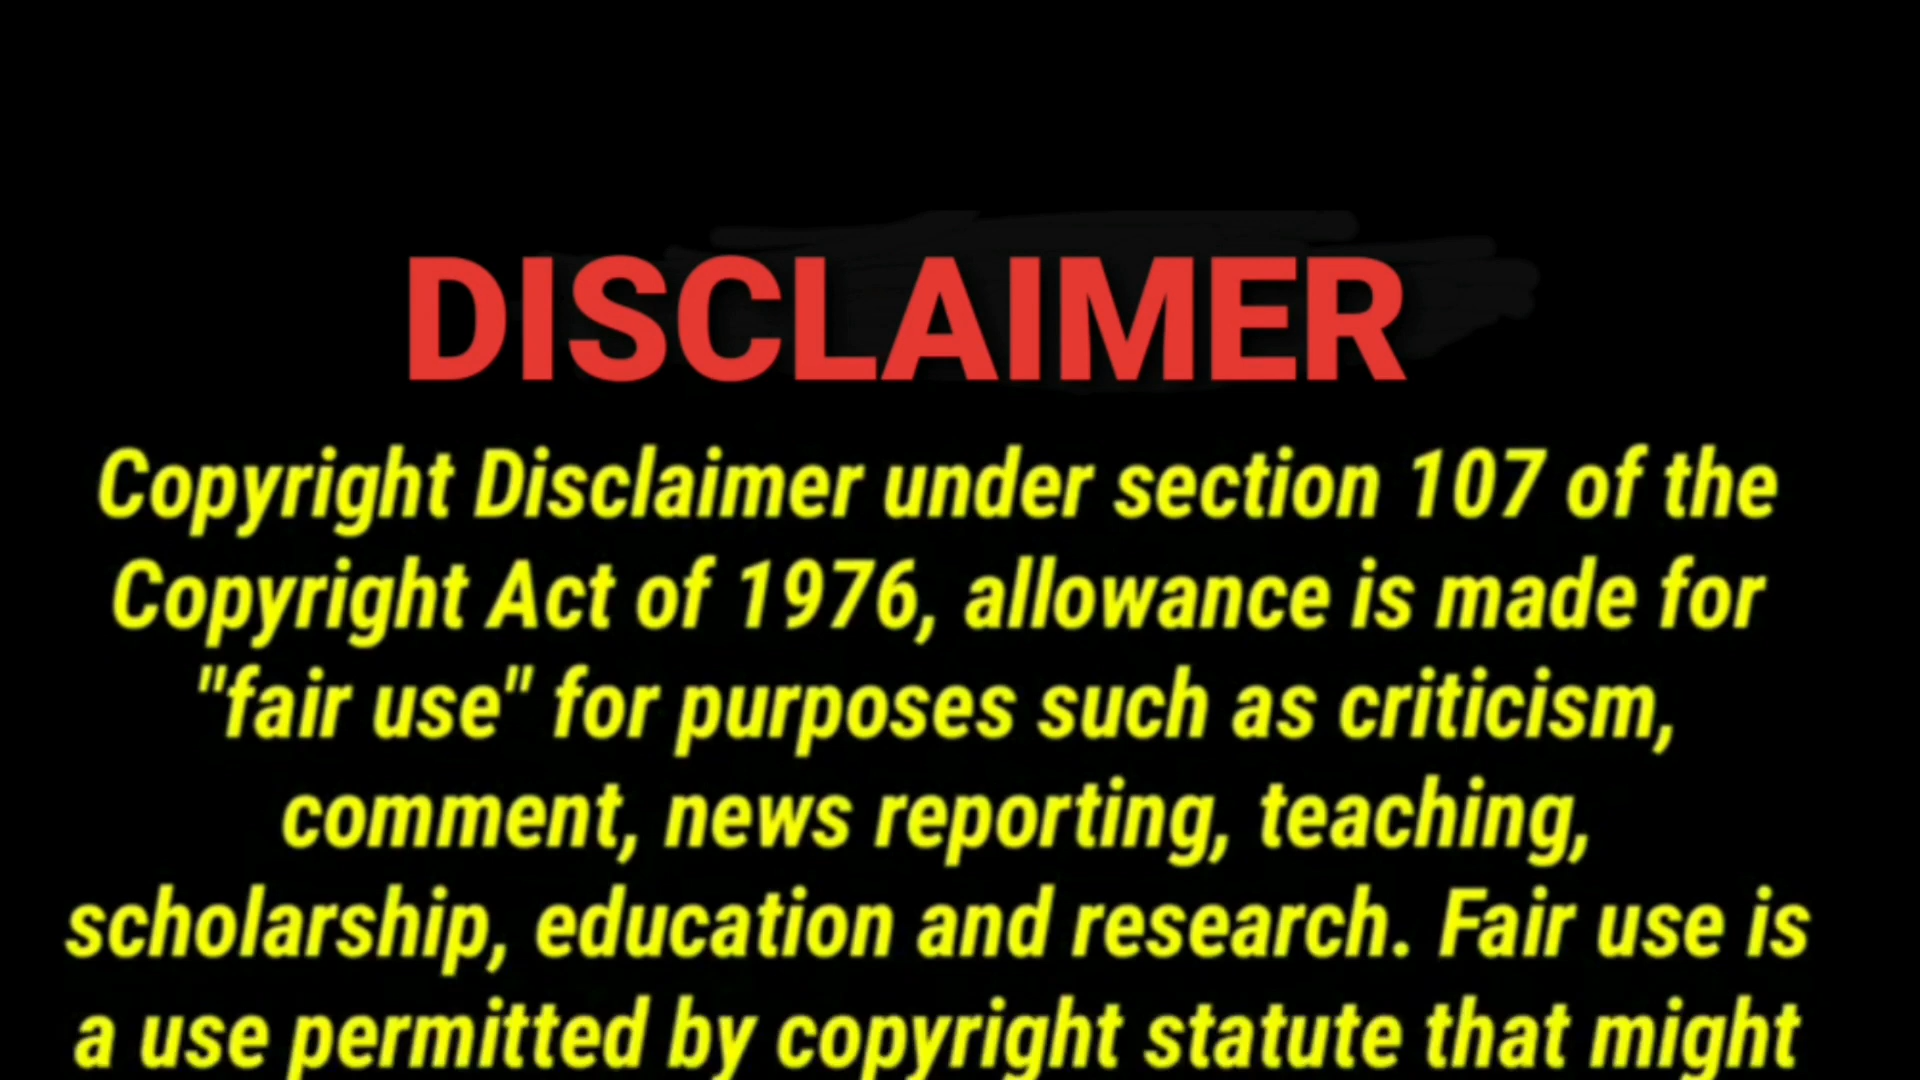 DISCLAIMER
Copyright Disclaimer under section 107 of the
Copyright Act of 1976, allowance is made for
"fair use" for purposes such as criticism,
comment, news reporting, teaching,
scholarship, education and research. Fair use is
a use permitted by copyright statute that might